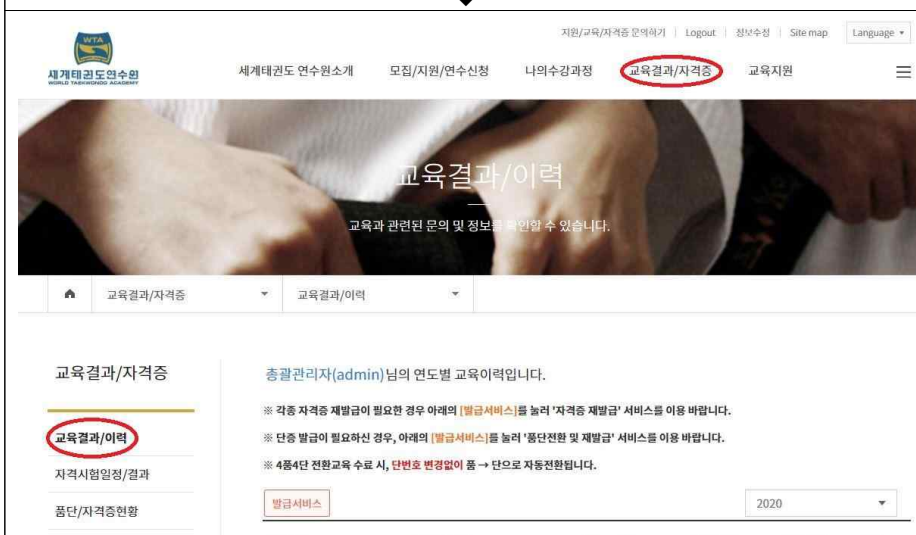 지원/교육/자격증 문의하기 | Logout | 정보수정 | Site map
Language
WTA
세계태권도연수원
WORLD TAEKWONDO ACADEMY
세계태권도 연수원소개
모집/지원/연수신청
나의수강과정
교육결과/자격증
교육지원
교육결과/이력
교육과 관련된 문의 및 정보를 확인할 수 있습니다.
교육결과/자격증
교육결과/이력
교육결과/자격증
교육결과/이력
자격시험일정/결과
품단/자격증현황
총괄관리자(admin)님의 연도별 교육이력입니다.
※ 각종 자격증 재발급이 필요한 경우 아래의 [발급서비스]를 눌러 '자격증 재발급' 서비스를 이용 바랍니다.
※ 단증 발급이 필요하신 경우, 아래의 [발급서비스]를 눌러 '품단전환 및 재발급' 서비스를 이용 바랍니다.
※ 4품4단 전환교육 수료 시, 단번호 변경없이 품 → 단으로 자동전환됩니다.
발급서비스
2020